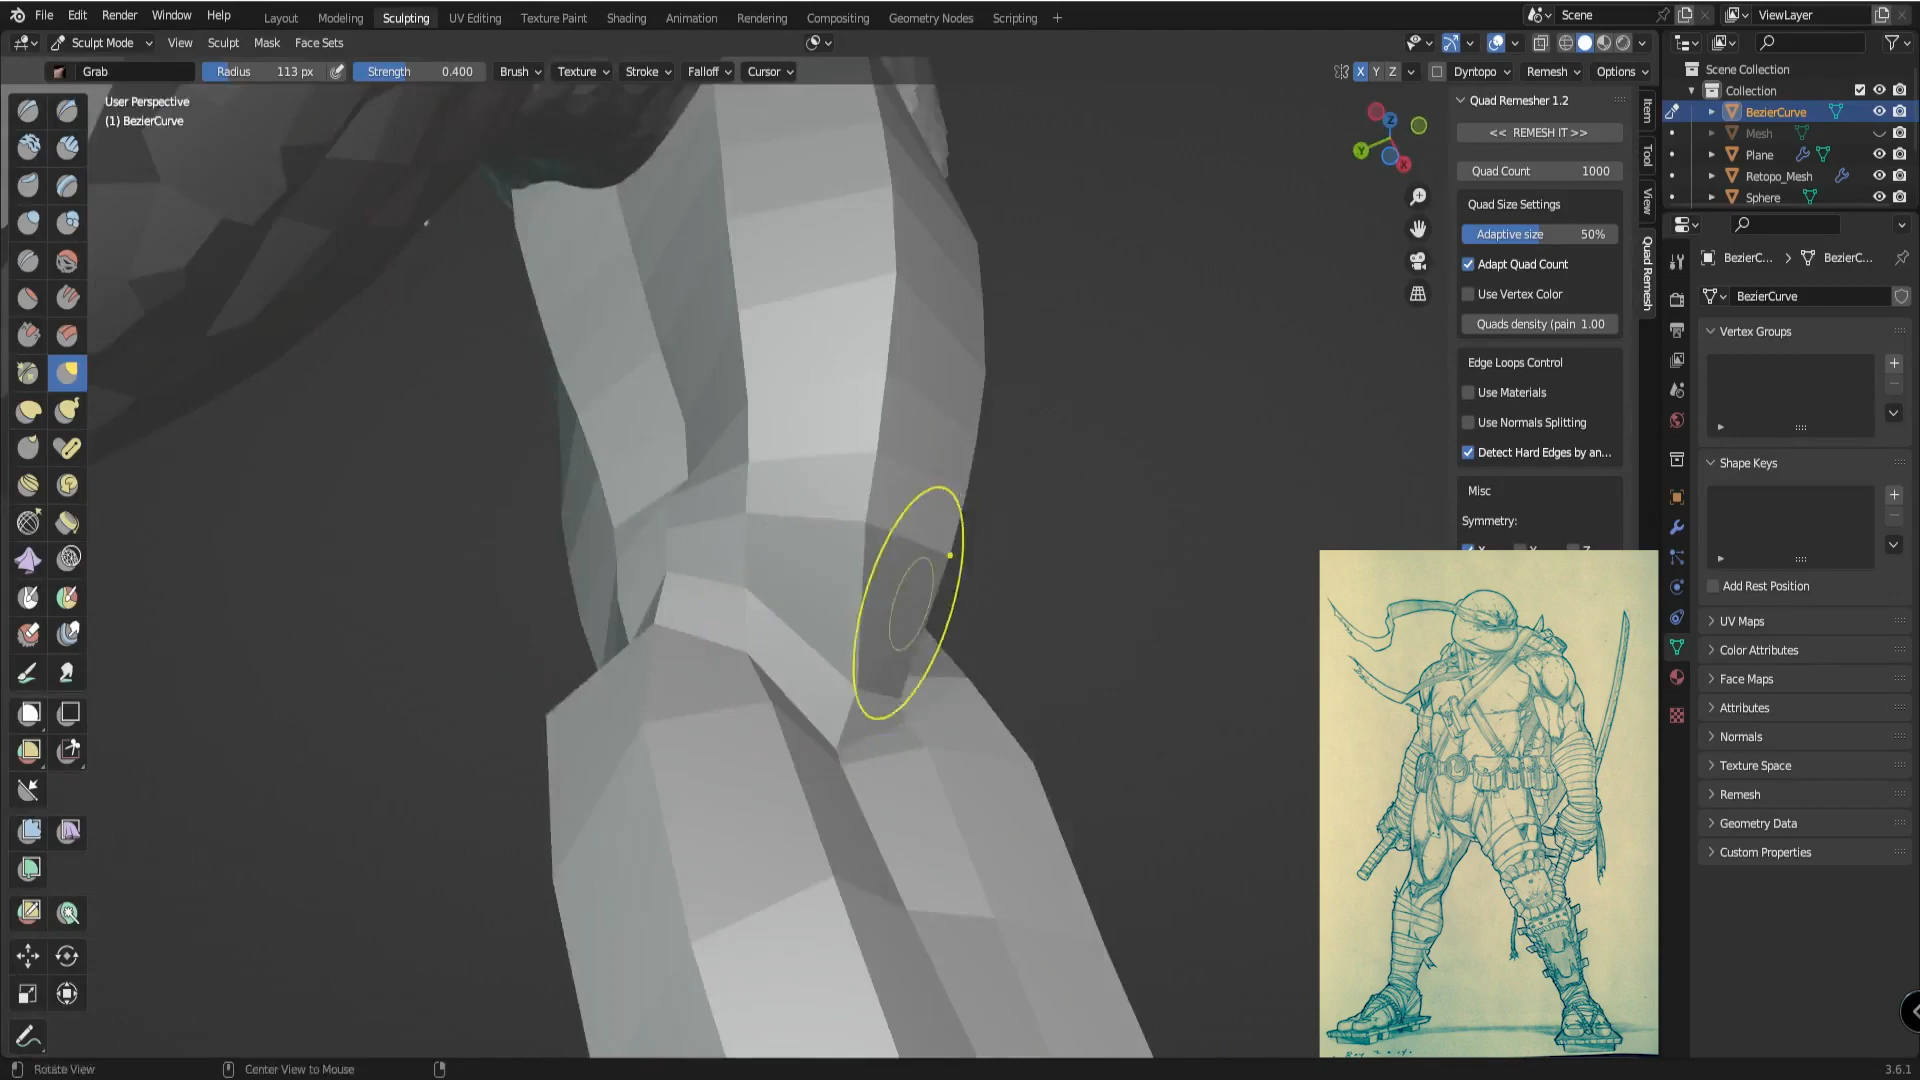 File Edit Render Window Help
Layout Modeling Sculpting UV Editing Texture Paint Shading Animation Rendering Compositing Geometry Nodes Scripting +
Scene
ViewLayer
Sculpt Mode View Sculpt Mask Face Sets
Grab
Radius 113 px
Strength 0.400
Brush Texture Stroke Falloff Cursor
X Y Z
Dyntopo Remesh Options
User Perspective
(1) BezierCurve
Z
Y
X
Quad Remesher 1.2
<< REMESH IT >>
Quad Count 1000
Quad Size Settings
Adaptive size 50%
Adapt Quad Count
Use Vertex Color
Quads density (pain 1.00
Edge Loops Control
Use Materials
Use Normals Splitting
Detect Hard Edges by an...
Misc
Symmetry:
Item
Tool
View
Quad Remesh
Scene Collection
Collection
BezierCurve
Mesh
Plane
Retopo_Mesh
Sphere
BezierC... BezierC...
BezierCurve
Vertex Groups
Shape Keys
Add Rest Position
UV Maps
Color Attributes
Face Maps
Attributes
Normals
Texture Space
Remesh
Geometry Data
Custom Properties
Rotate View
Center View to Mouse
3.6.1